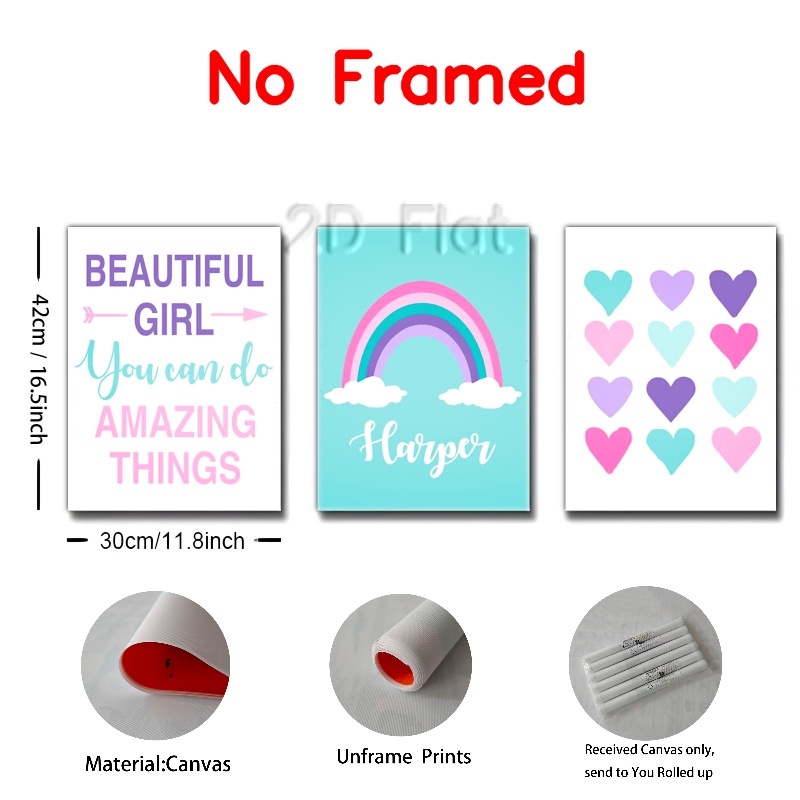 No Framed
2D Flat
BEAUTIFUL
GIRL
You can do
AMAZING
THINGS
Harper
42cm / 16.5inch
30cm/11.8inch
Material:Canvas
Unframe Prints
Received Canvas only,
send to You Rolled up